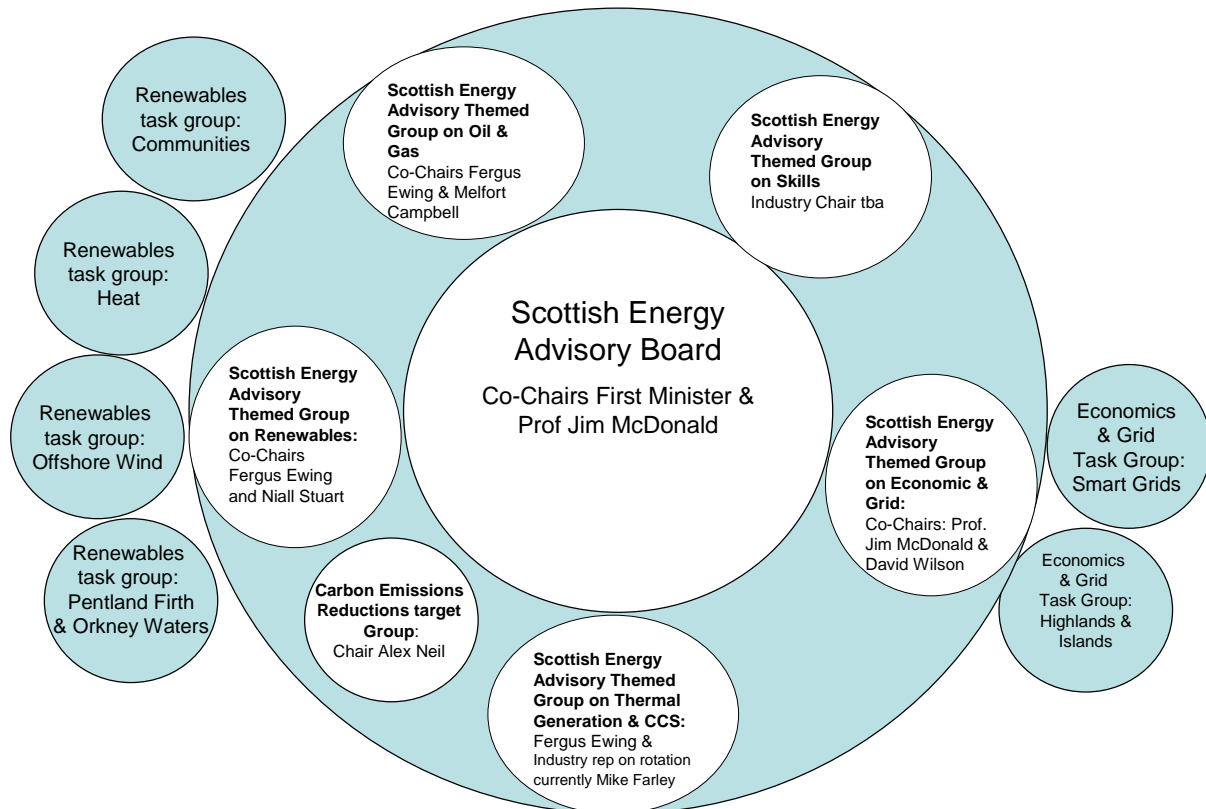 Renewables
task group:
Communities
Scottish Energy
Advisory Themed
Group on Oil &
Gas
Co-Chairs Fergus
Ewing & Melfort
Campbell
Scottish Energy
Advisory
Themed Group
on Skills
Industry Chair tba
Renewables
task group:
Heat
Scottish Energy
Advisory Board
Co-Chairs First Minister &
Prof Jim McDonald
Renewables
task group:
Offshore Wind
Scottish Energy
Advisory
Themed Group
on Renewables:
Co-Chairs
Fergus Ewing
and Niall Stuart
Scottish Energy
Advisory
Themed Group
on Economic &
Grid:
Co-Chairs: Prof.
Jim McDonald &
David Wilson
Economics
& Grid
Task Group:
Smart Grids
Renewables
task group:
Pentland Firth
& Orkney Waters
Carbon Emissions
Reductions target
Group:
Chair Alex Neil
Scottish Energy
Advisory Themed
Group on Thermal
Generation & CCS:
Fergus Ewing &
Industry rep on rotation
currently Mike Farley
Economics
& Grid
Task Group:
Highlands &
Islands